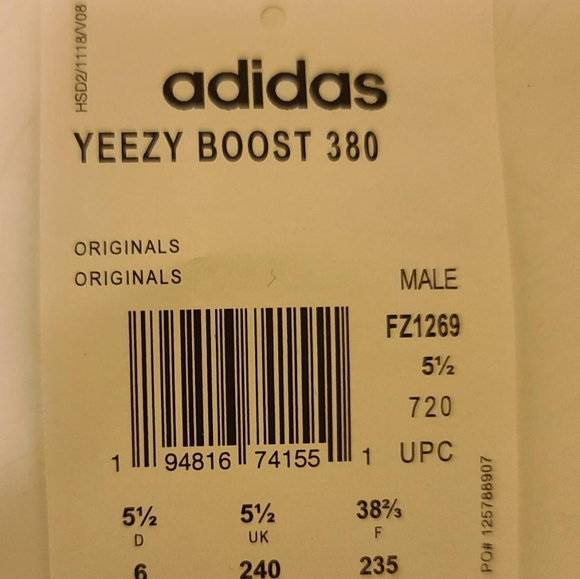 HSD2/1118/V08
adidas
YEEZY BOOST 380
ORIGINALS
ORIGINALS
MALE
FZ1269
5½
720
UPC
1 94816 74155 1
5½ 5½ 38⅔
D UK F
6 240 235
PO# 125788907